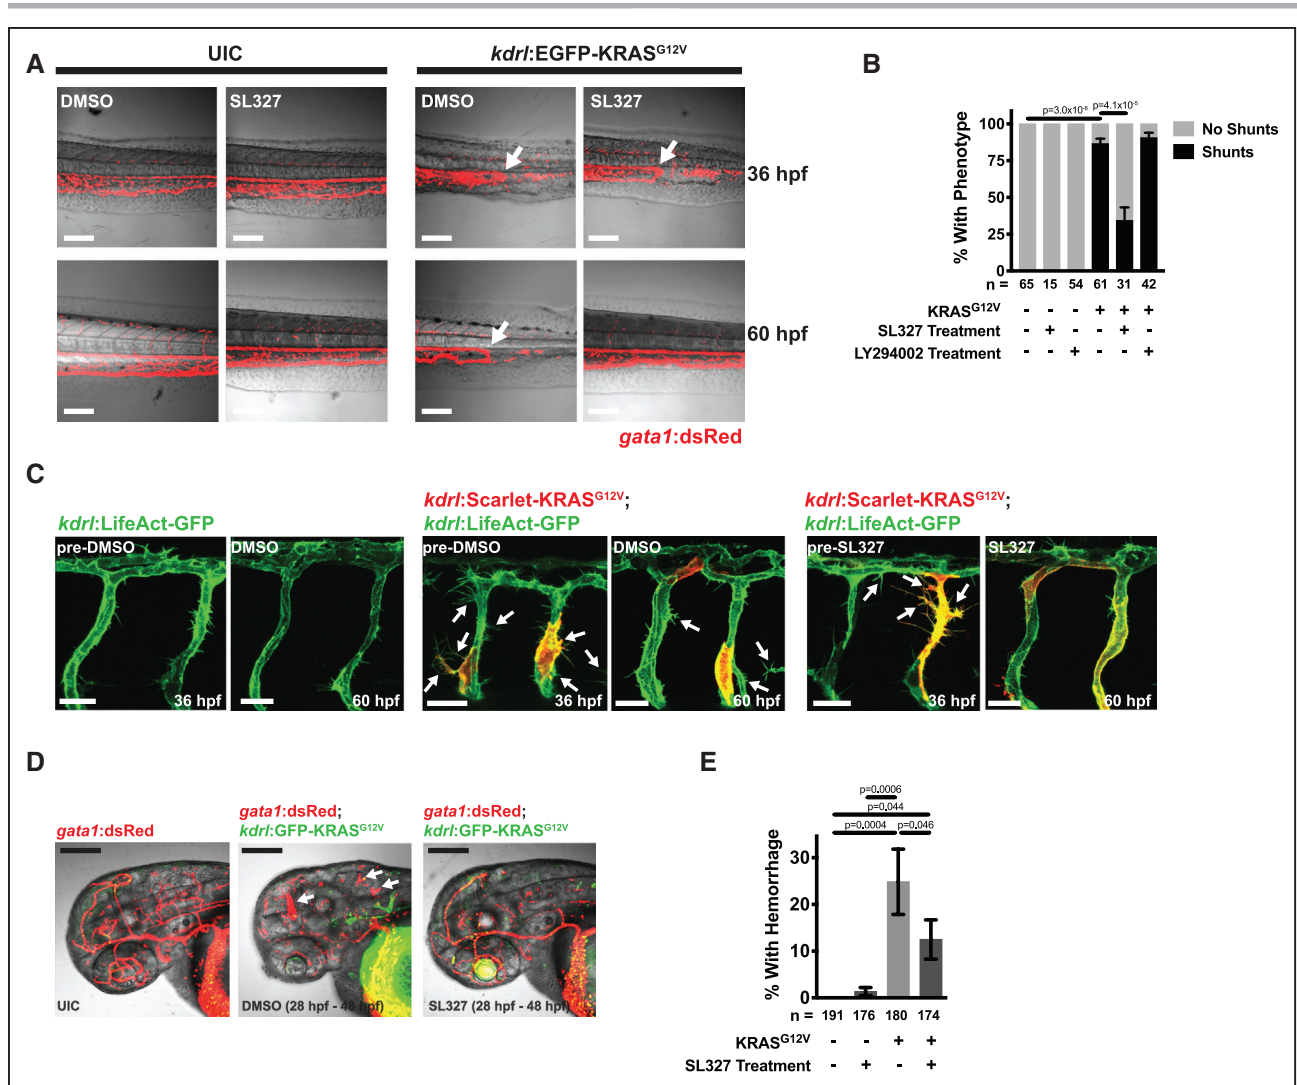 A
UIC
kdrl:EGFP-KRASG12V
DMSO
SL327
DMSO
SL327
36 hpf
60 hpf
gata1:dsRed
B
p=3.0x10-6
p=4.1x10-5
% With Phenotype
100
75
50
25
0
No Shunts
Shunts
n = 65 15 54 61 31 42
KRASG12V - - - + + +
SL327 Treatment - + - - + -
LY294002 Treatment - - + - - +
C
kdrl:LifeAct-GFP
kdrl:Scarlet-KRASG12V;
kdrl:LifeAct-GFP
kdrl:Scarlet-KRASG12V;
kdrl:LifeAct-GFP
pre-DMSO
DMSO
pre-DMSO
DMSO
pre-SL327
SL327
36 hpf
60 hpf
36 hpf
60 hpf
36 hpf
60 hpf
D
gata1:dsRed
gata1:dsRed;
kdrl:GFP-KRASG12V
gata1:dsRed;
kdrl:GFP-KRASG12V
UIC
DMSO (28 hpf - 48 hpf)
SL327 (28 hpf - 48 hpf)
E
p=0.0006
p=0.044
p=0.0004
p=0.046
% With Hemorrhage
30
20
10
0
n = 191 176 180 174
KRASG12V - - + +
SL327 Treatment - + - +